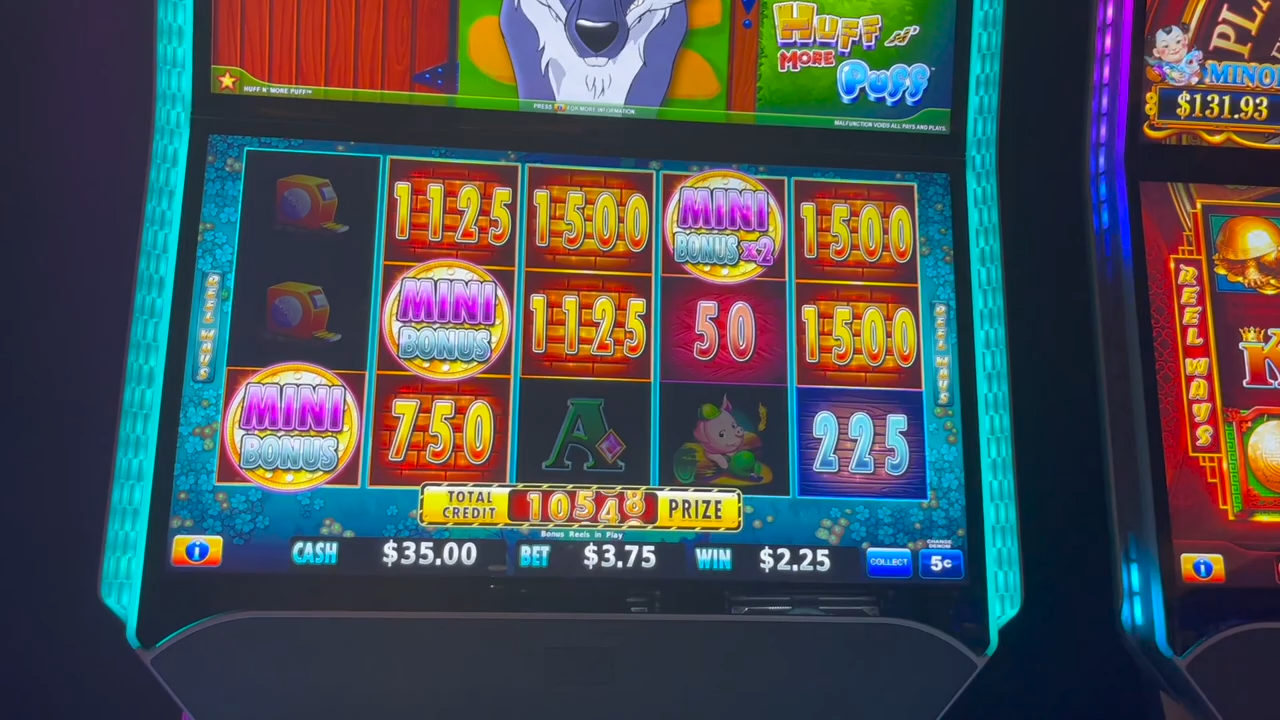 HUFF N'
MORE
PUFF
HUFF N' MORE PUFF™
PRESS FOR MORE INFORMATION
MALFUNCTION VOIDS ALL PAYS AND PLAYS.
MINO
$131.93
1125
1500
MINI
BONUS X2
1500
MINI
BONUS
1125
50
1500
MINI
BONUS
750
A
225
REEL WAYS
REEL WAYS
REEL WAYS
K
TOTAL
CREDIT
PRIZE
Bonus Reels in Play
CASH $35.00 BET $3.75 WIN $2.25
COLLECT
CHANGE
DENOM
5¢